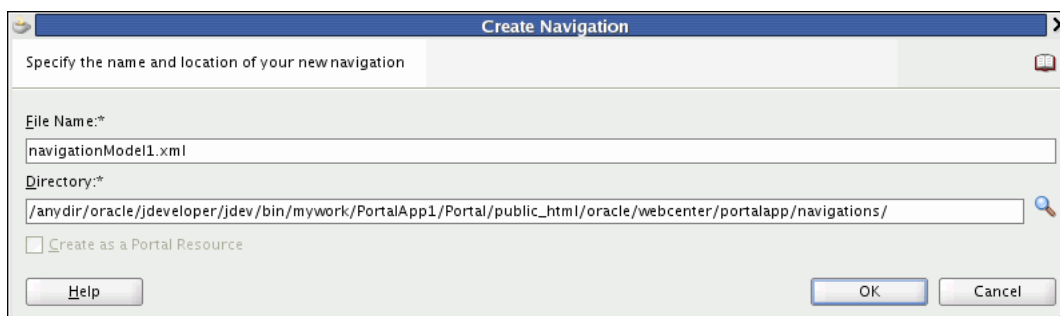 Create Navigation
Specify the name and location of your new navigation
File Name:*
navigationModel1.xml
Directory:*
/anydir/oracle/jdeveloper/jdev/bin/mywork/PortalApp1/Portal/public_html/oracle/webcenter/portalapp/navigations/
Create as a Portal Resource
Help OK Cancel